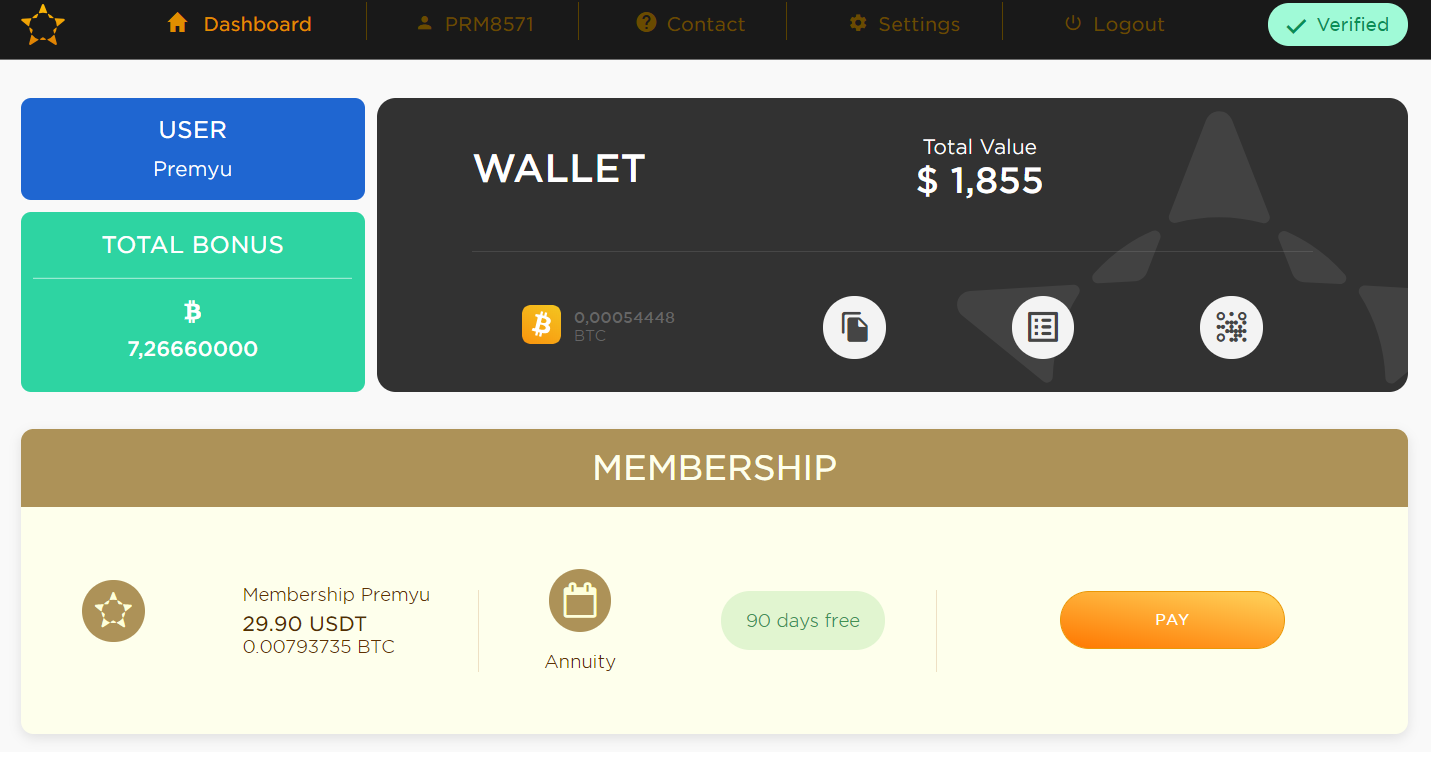 Dashboard
PRM8571
Contact
Settings
Logout
Verified
USER
Premyu
TOTAL BONUS
7,26660000
WALLET
Total Value
$ 1,855
0,00054448
BTC
MEMBERSHIP
Membership Premyu
29.90 USDT
0.00793735 BTC
Annuity
90 days free
PAY